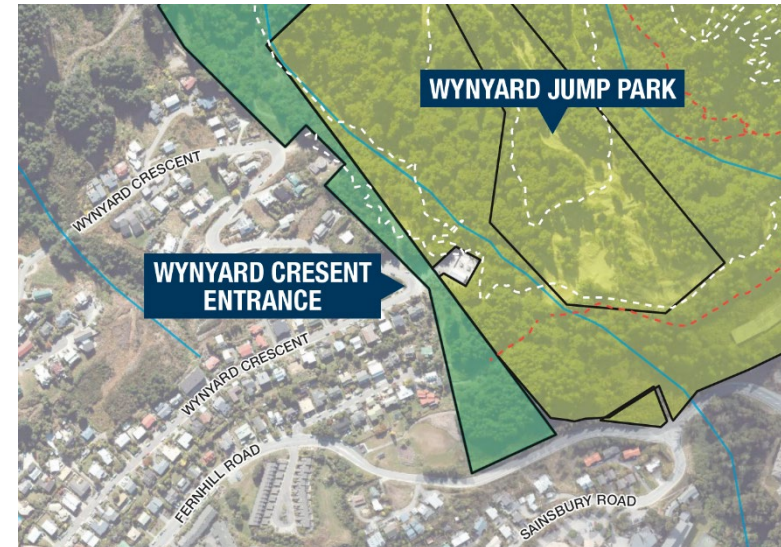 WYNYARD JUMP PARK
WYNYARD CRESCENT
WYNYARD CRESENT
ENTRANCE
WYNYARD CRESCENT
FERNHILL ROAD
SAINSBURY ROAD